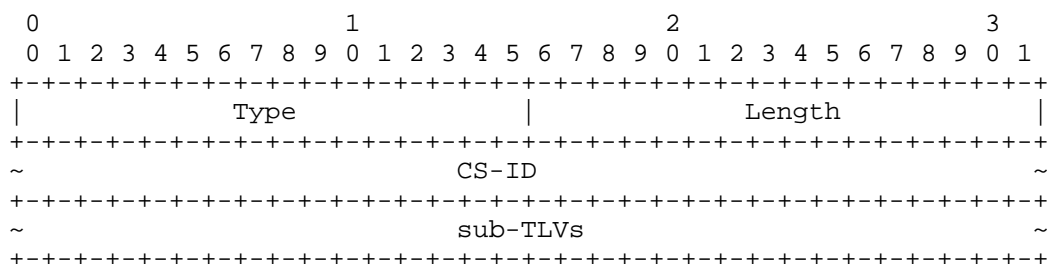 0                   1                   2                   3
 0 1 2 3 4 5 6 7 8 9 0 1 2 3 4 5 6 7 8 9 0 1 2 3 4 5 6 7 8 9 0 1
+-+-+-+-+-+-+-+-+-+-+-+-+-+-+-+-+-+-+-+-+-+-+-+-+-+-+-+-+-+-+-+-+
|             Type              |             Length            |
+-+-+-+-+-+-+-+-+-+-+-+-+-+-+-+-+-+-+-+-+-+-+-+-+-+-+-+-+-+-+-+-+
~                           CS-ID                               ~
+-+-+-+-+-+-+-+-+-+-+-+-+-+-+-+-+-+-+-+-+-+-+-+-+-+-+-+-+-+-+-+-+
~                           sub-TLVs                            ~
+-+-+-+-+-+-+-+-+-+-+-+-+-+-+-+-+-+-+-+-+-+-+-+-+-+-+-+-+-+-+-+-+